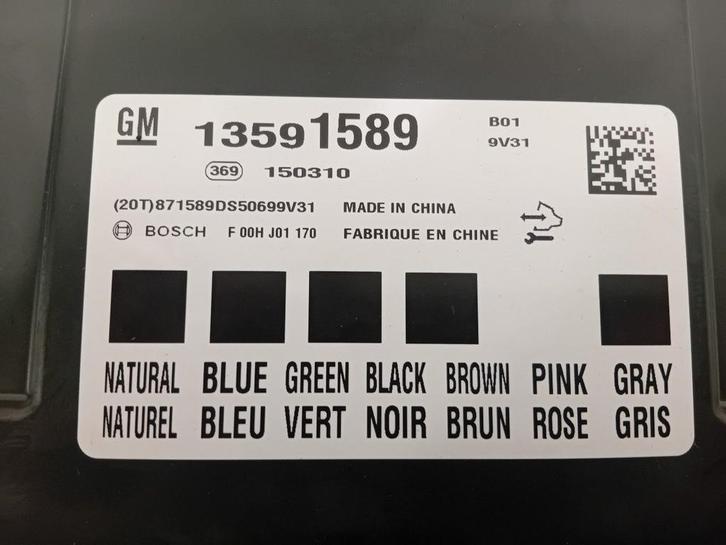 GM 13591589 B01
9V31
369 150310
(20T)871589DS50699V31 MADE IN CHINA
BOSCH F 00H J01 170 FABRIQUE EN CHINE
NATURAL BLUE GREEN BLACK BROWN PINK GRAY
NATUREL BLEU VERT NOIR BRUN ROSE GRIS